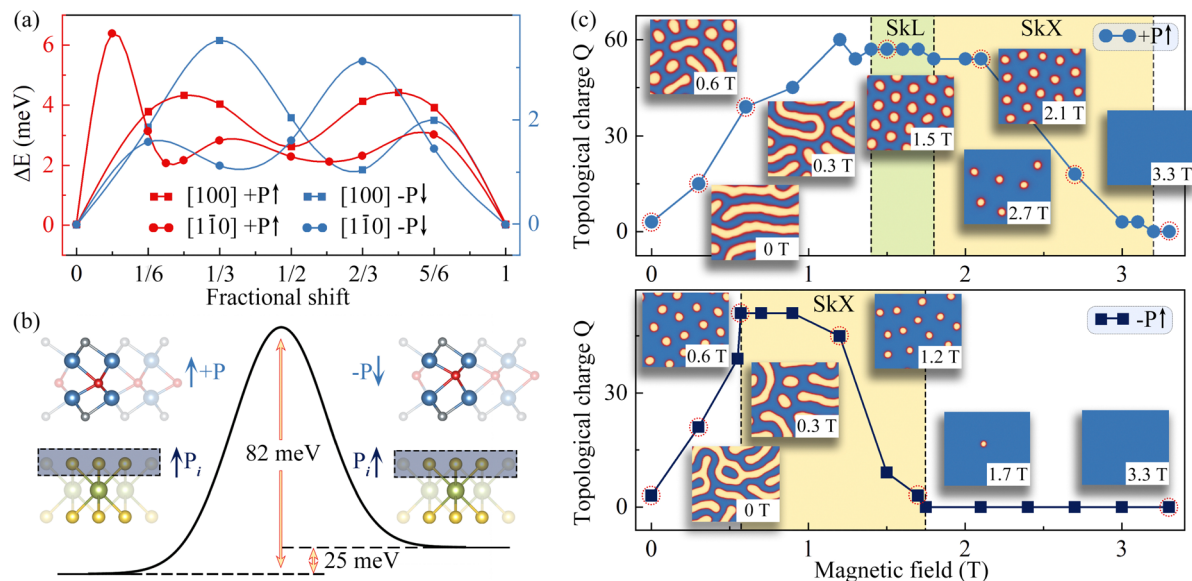 (a)
ΔE (meV)
6
4
2
0
2
0
[100] +P↑
[100] -P↓
[11̄0] +P↑
[11̄0] -P↓
0
1/6
1/3
1/2
2/3
5/6
1
Fractional shift
(b)
↑+P
-P↓
↑Pi
Pi↑
82 meV
25 meV
(c)
Topological charge Q
60
30
0
SkL
SkX
+P↑
0.6 T
0.3 T
0 T
1.5 T
2.1 T
2.7 T
3.3 T
0
1
2
3
Topological charge Q
30
0
SkX
-P↑
0.6 T
0.3 T
0 T
1.2 T
1.7 T
3.3 T
0
1
2
3
Magnetic field (T)